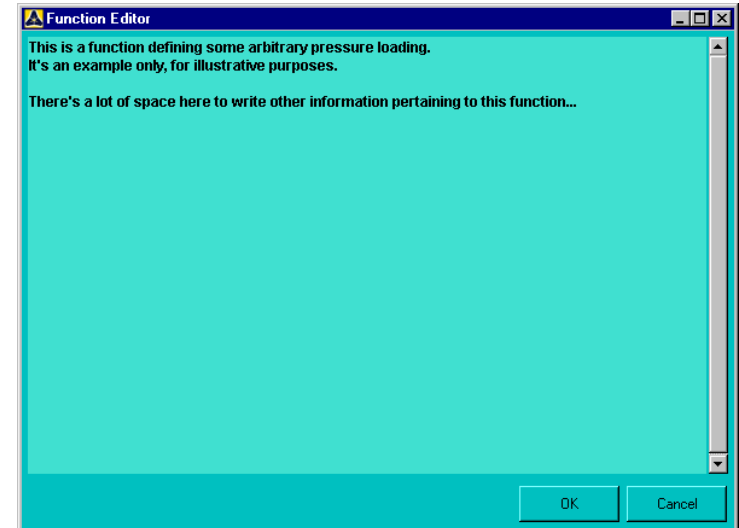 Function Editor
This is a function defining some arbitrary pressure loading.
It's an example only, for illustrative purposes.
There's a lot of space here to write other information pertaining to this function...
OK
Cancel